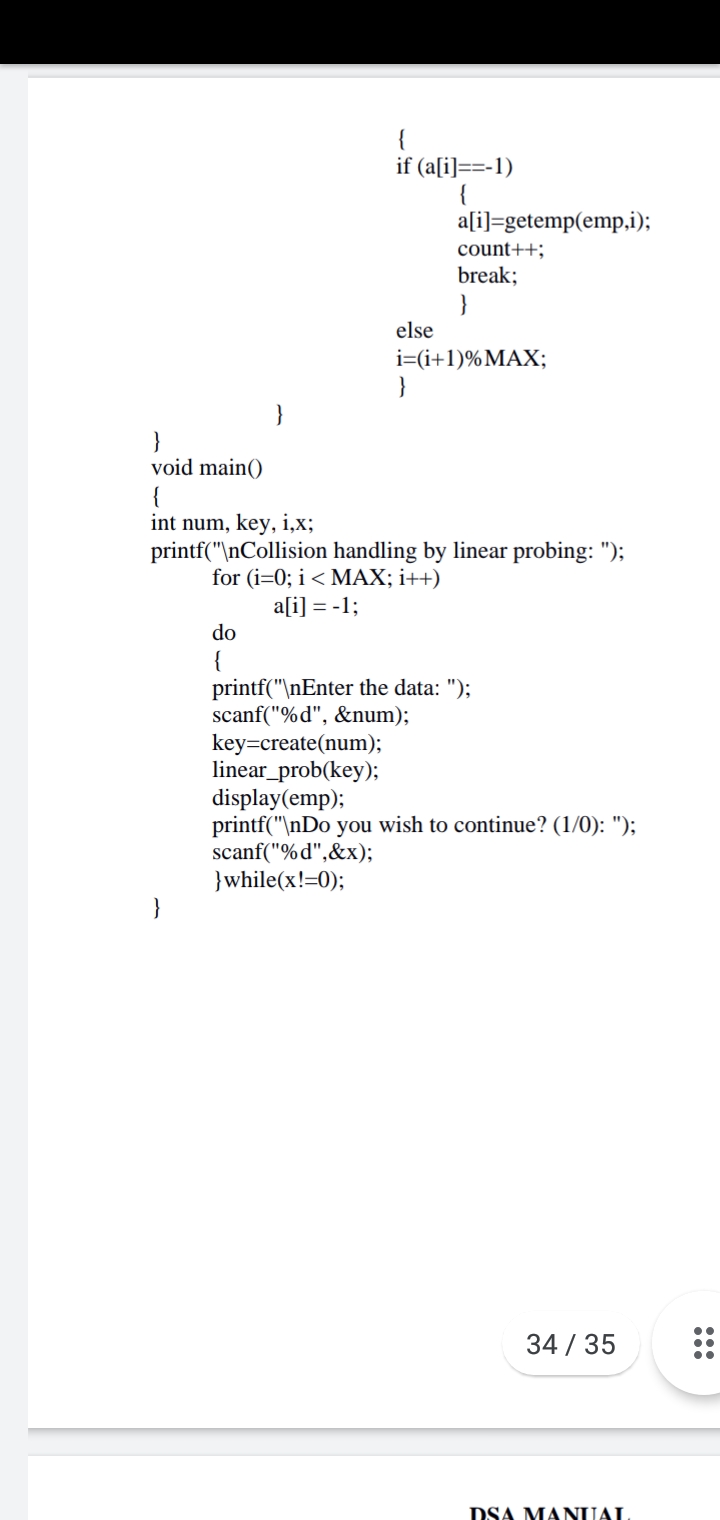 {
if (a[i]==-1)
{
a[i]=getemp(emp,i);
count++;
break;
}
else
i=(i+1)%MAX;
}
}
}
void main()
{
int num, key, i,x;
printf("\nCollision handling by linear probing: ");
for (i=0; i < MAX; i++)
a[i] = -1;
do
{
printf("\nEnter the data: ");
scanf("%d", &num);
key=create(num);
linear_prob(key);
display(emp);
printf("\nDo you wish to continue? (1/0): ");
scanf("%d",&x);
}while(x!=0);
}
34 / 35
DSA MANUAL